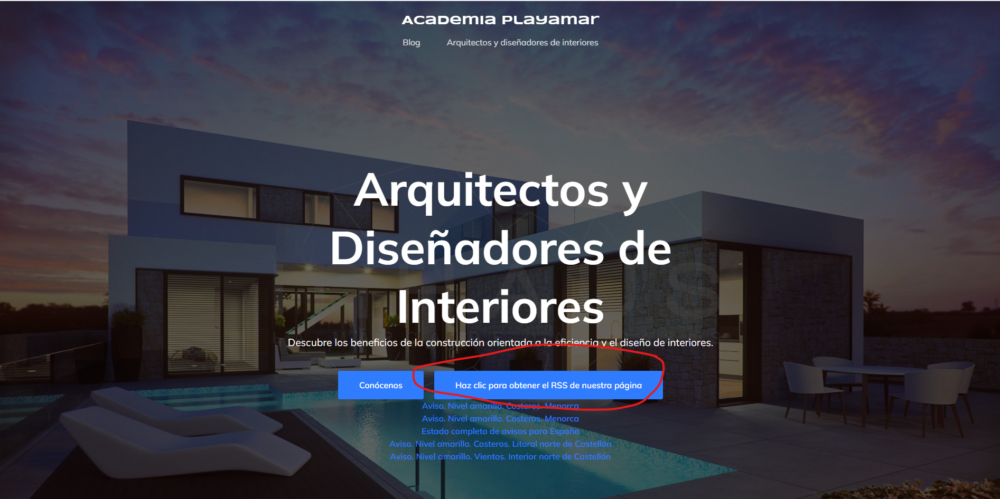 Academia Playamar
Blog
Arquitectos y diseñadores de interiores
Arquitectos y
Diseñadores de
Interiores
Descubre los beneficios de la construcción orientada a la eficiencia y el diseño de interiores.
Conócenos
Haz clic para obtener el RSS de nuestra página
Aviso. Nivel amarillo. Costeros. Menorca
Aviso. Nivel amarillo. Costeros. Menorca
Estado completo de avisos para España
Aviso. Nivel amarillo. Costeros. Litoral norte de Castellón
Aviso. Nivel amarillo. Vientos. Interior norte de Castellón